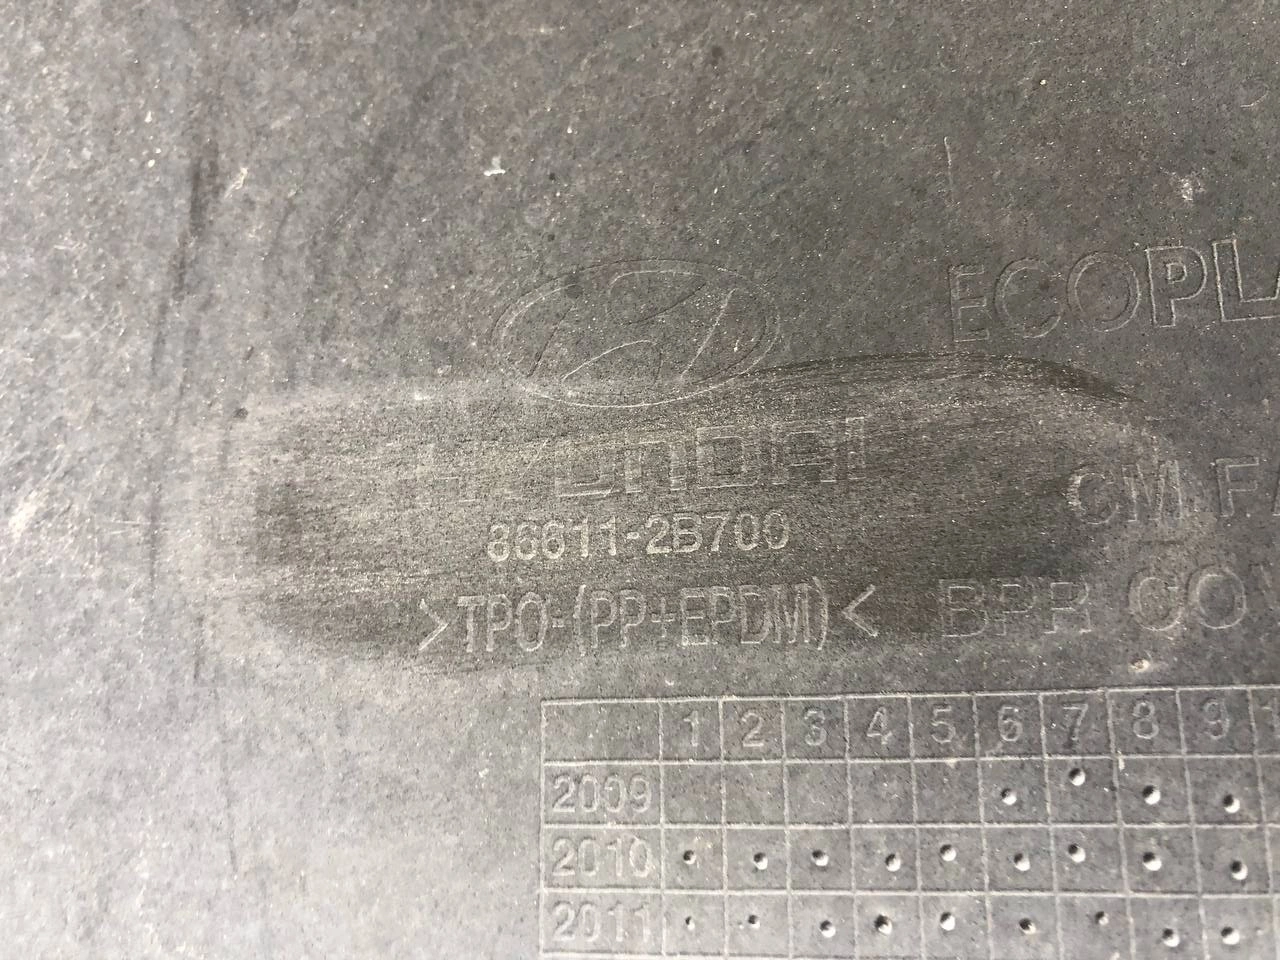 ECOPLA
HYUNDAI
CM FA
86611-2B700
>TPO-(PP+EPDM)<
BPR CO
1 2 3 4 5 6 7 8 9
2009
2010
2011